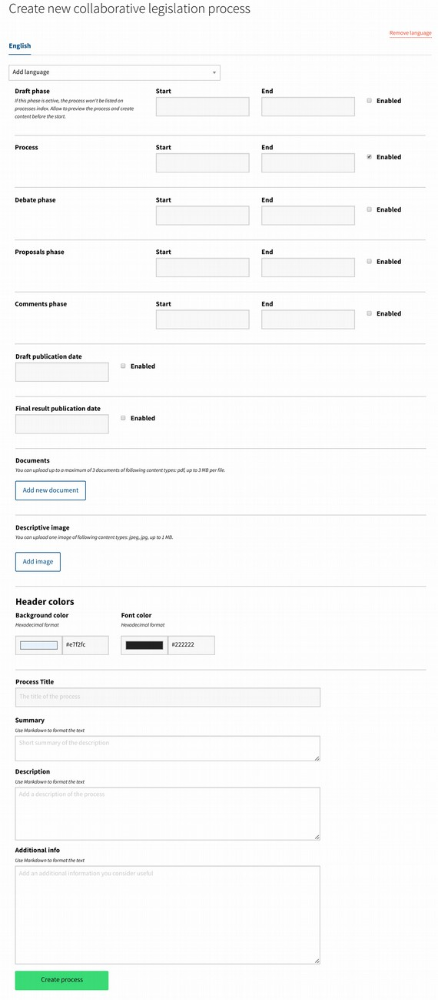 Create new collaborative legislation process
Remove language
English
Add language
Draft phase
If this phase is active, the process won't be listed on
processes index. Allow to preview the process and create
content before the start.
Start
End
Enabled
Process
Start
End
Enabled
Debate phase
Start
End
Enabled
Proposals phase
Start
End
Enabled
Comments phase
Start
End
Enabled
Draft publication date
Enabled
Final result publication date
Enabled
Documents
You can upload up to a maximum of 3 documents of following content types: pdf, up to 3 MB per file.
Add new document
Descriptive image
You can upload one image of following content types: jpeg, jpg, up to 1 MB.
Add image
Header colors
Background color
Hexadecimal format
#e7f2fc
Font color
Hexadecimal format
#222222
Process Title
The title of the process
Summary
Use Markdown to format the text
Short summary of the description
Description
Use Markdown to format the text
Add a description of the process
Additional info
Use Markdown to format the text
Add an additional information you consider useful
Create process